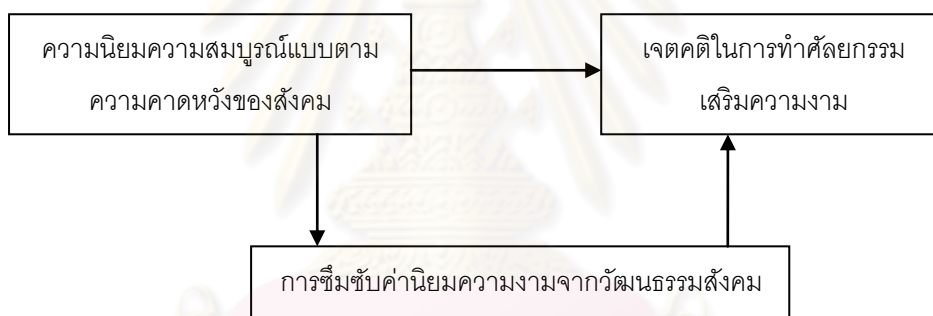 ความนิยมความสมบูรณ์แบบตาม
ความคาดหวังของสังคม
เจตคติในการทำศัลยกรรม
เสริมความงาม
การซึมซับค่านิยมความงามจากวัฒนธรรมสังคม